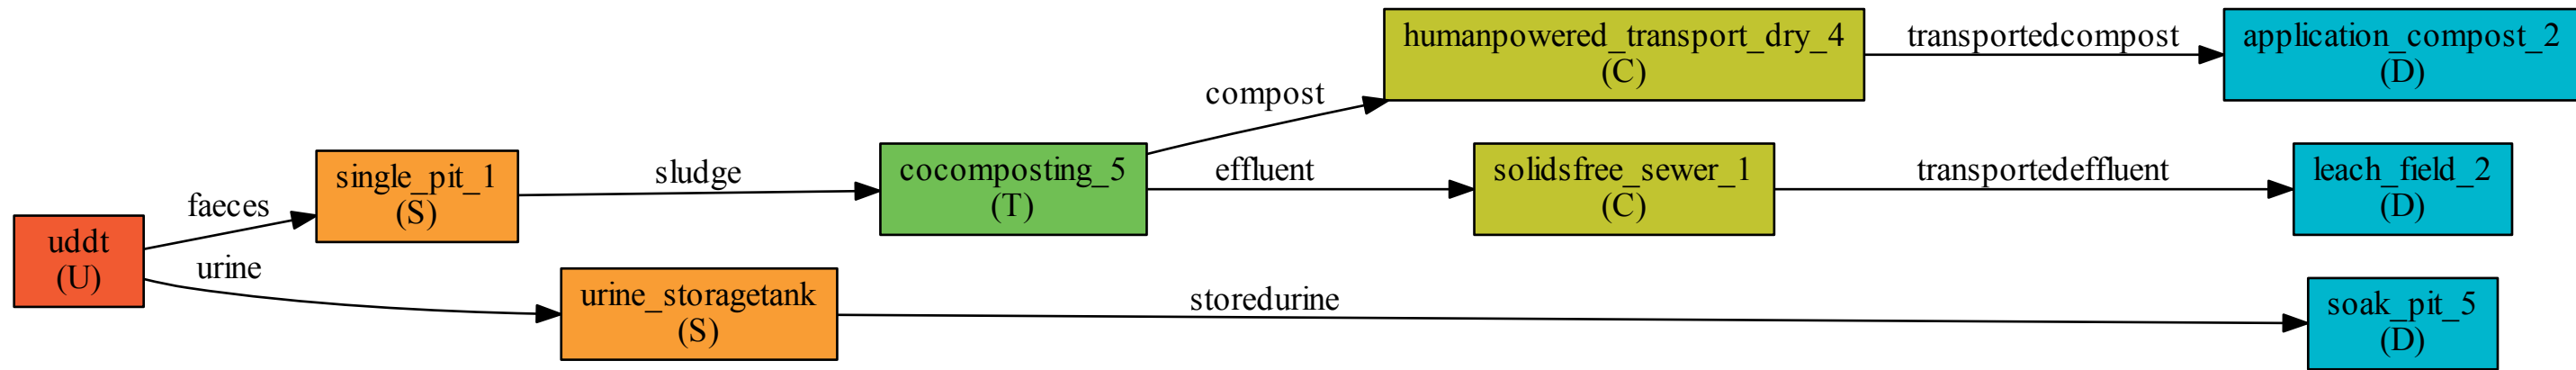 humanpowered_transport_dry_4
(C)
transportedcompost
application_compost_2
(D)
compost
single_pit_1
(S)
sludge
cocomposting_5
(T)
effluent
solidsfree_sewer_1
(C)
transportedeffluent
leach_field_2
(D)
faeces
uddt
(U)
urine
urine_storagetank
(S)
storedurine
soak_pit_5
(D)